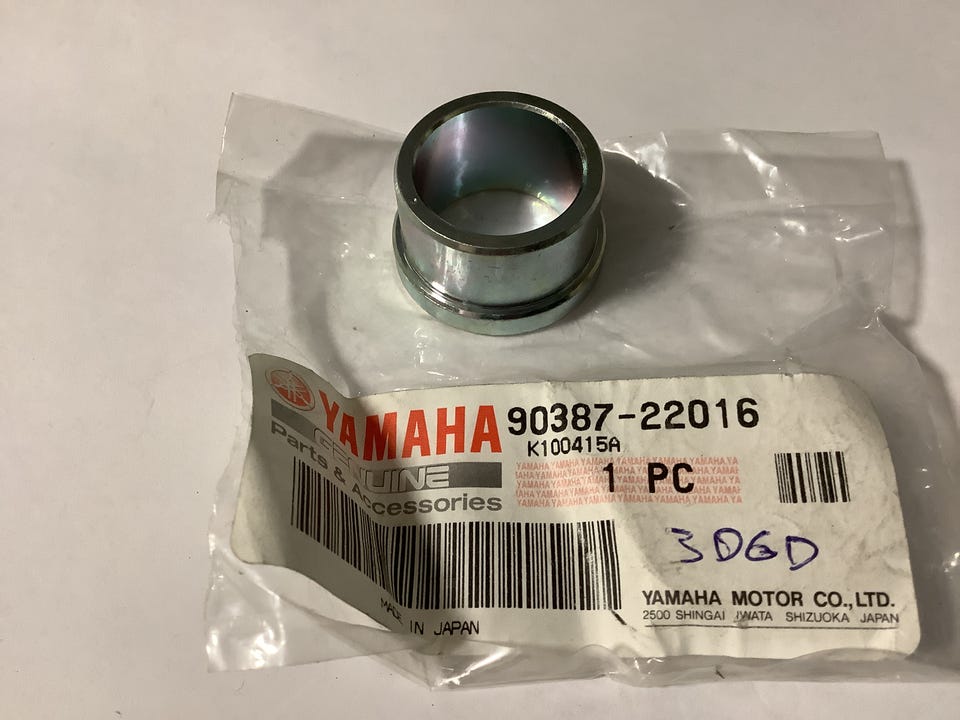 YAMAHA 90387-22016
K100415A
GENUINE
Parts & Accessories
1 PC
3DGD
MADE IN JAPAN
YAMAHA MOTOR CO.,LTD.
2500 SHINGAI IWATA SHIZUOKA JAPAN